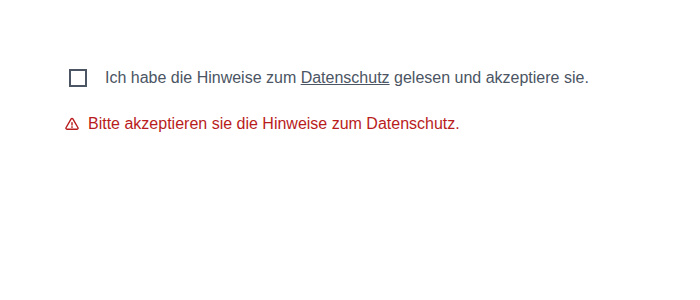 Ich habe die Hinweise zum Datenschutz gelesen und akzeptiere sie.
Bitte akzeptieren sie die Hinweise zum Datenschutz.